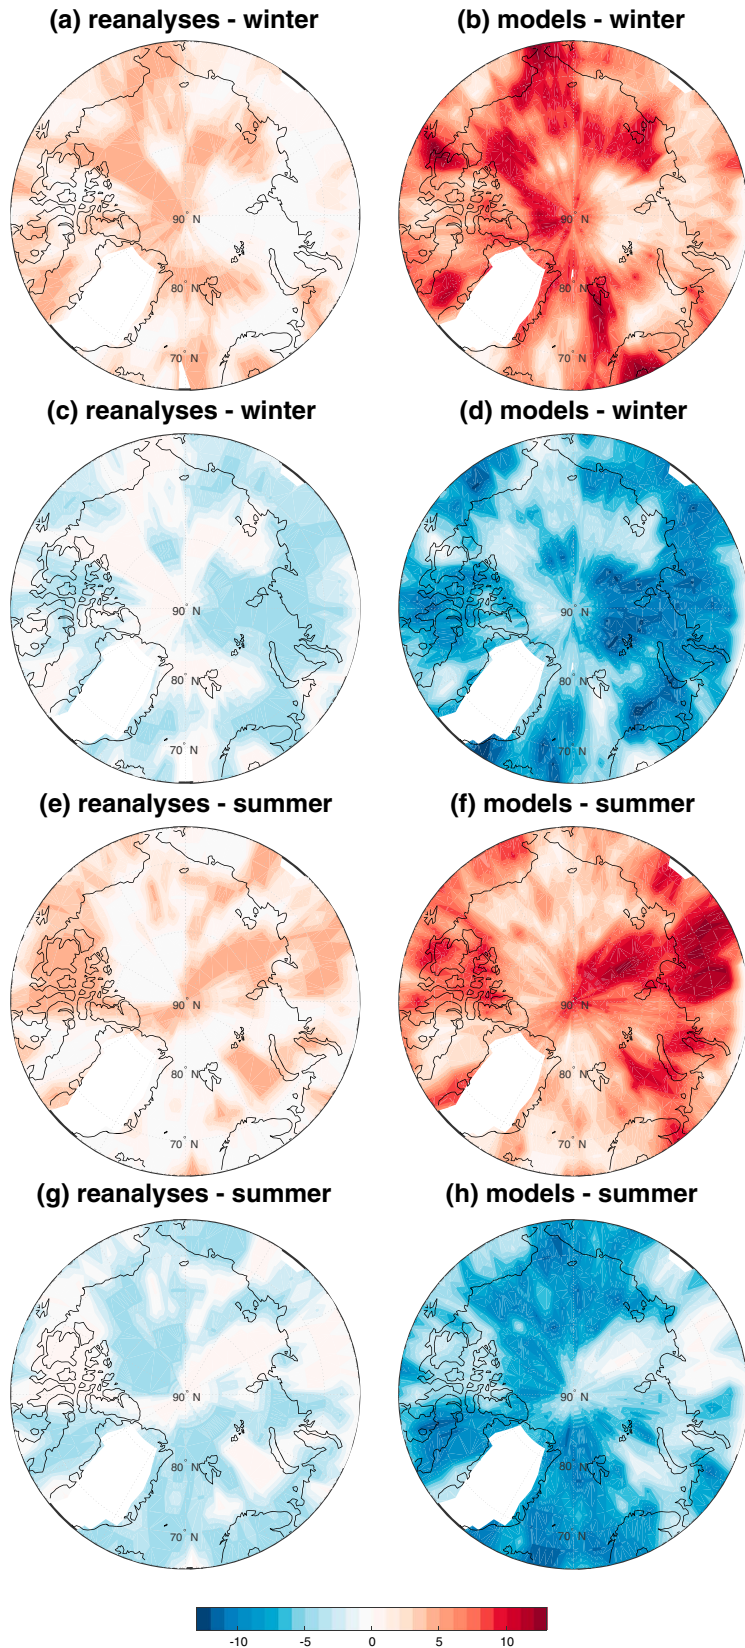 (a) reanalyses - winter (b) models - winter
90° N 90° N
80° N 80° N
70° N 70° N
(c) reanalyses - winter (d) models - winter
90° N 90° N
80° N 80° N
70° N 70° N
(e) reanalyses - summer (f) models - summer
90° N 90° N
80° N 80° N
70° N 70° N
(g) reanalyses - summer (h) models - summer
90° N 90° N
80° N 80° N
70° N 70° N
-10 -5 0 5 10